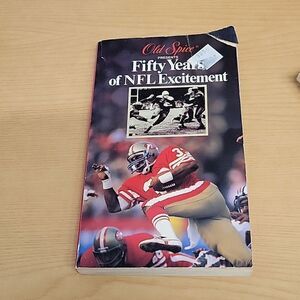 Old Spice
PRESENTS
Fifty Years
of NFL Excitement